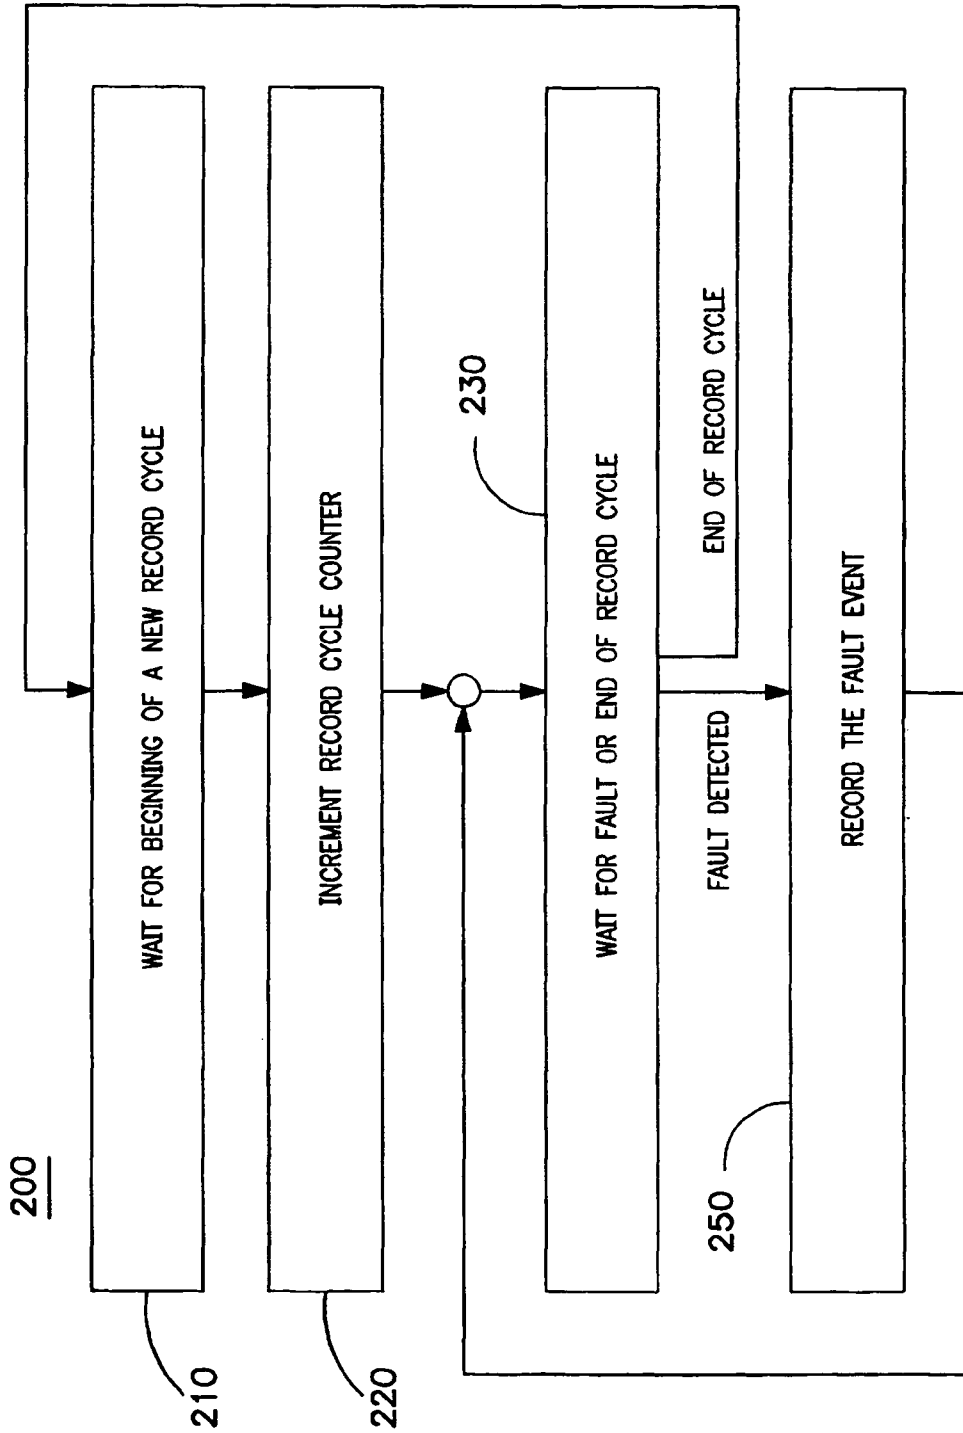 200
WAIT FOR BEGINNING OF A NEW RECORD CYCLE
210
INCREMENT RECORD CYCLE COUNTER
220
230
WAIT FOR FAULT OR END OF RECORD CYCLE
FAULT DETECTED
END OF RECORD CYCLE
250
RECORD THE FAULT EVENT